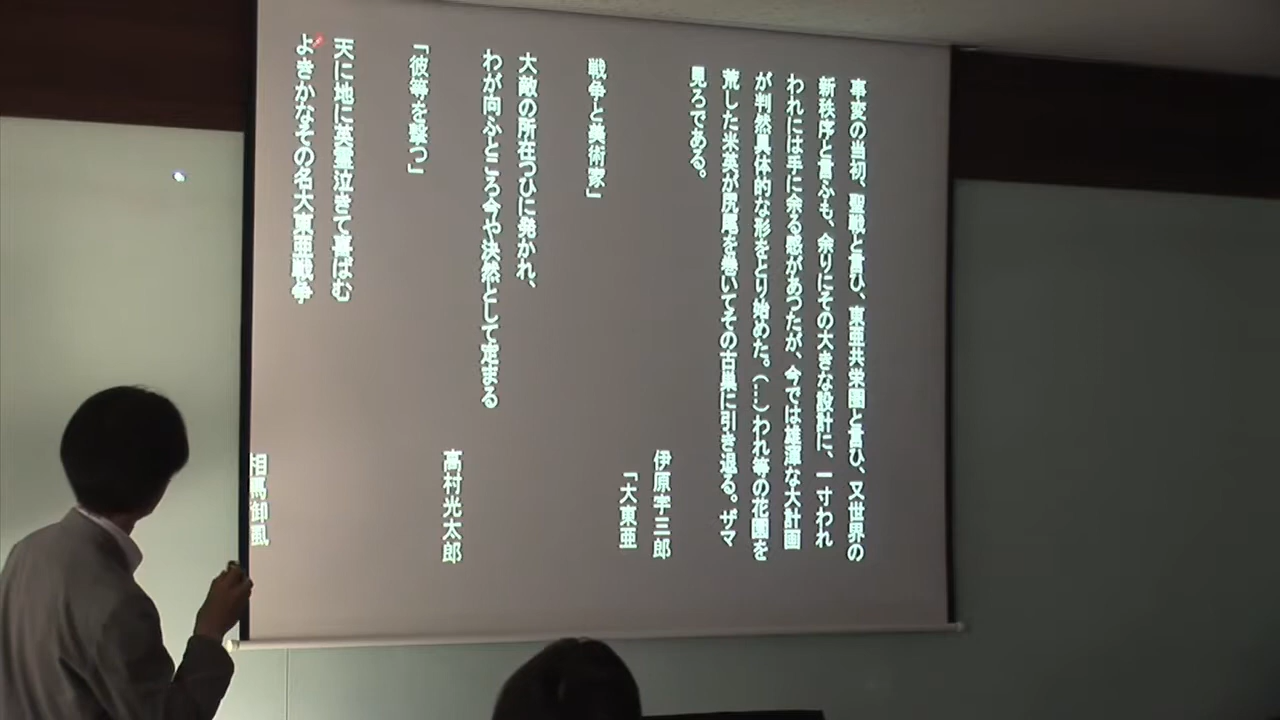 事変の当初、聖戦と言ひ、東亜共栄圏と言ひ、又世界の
新秩序と言ふも、余りにその大きな設計に、一寸われ
われには手に余る感があつたが、今では雄渾な大計画
が判然具体的な形をとり始めた。(…)われ等の花園を
荒した米英が尻尾を巻いてその古巣に引き退る。ザマ
見ろである。
伊原宇三郎
「大東亜
戦争と美術家」
大敵の所在つひに発かれ、
わが向ふところ今や決然として定まる
高村光太郎
「彼等を撃つ」
天に地に英霊泣きて喜ばむ
よきかなその名大東亜戦争
相馬御風